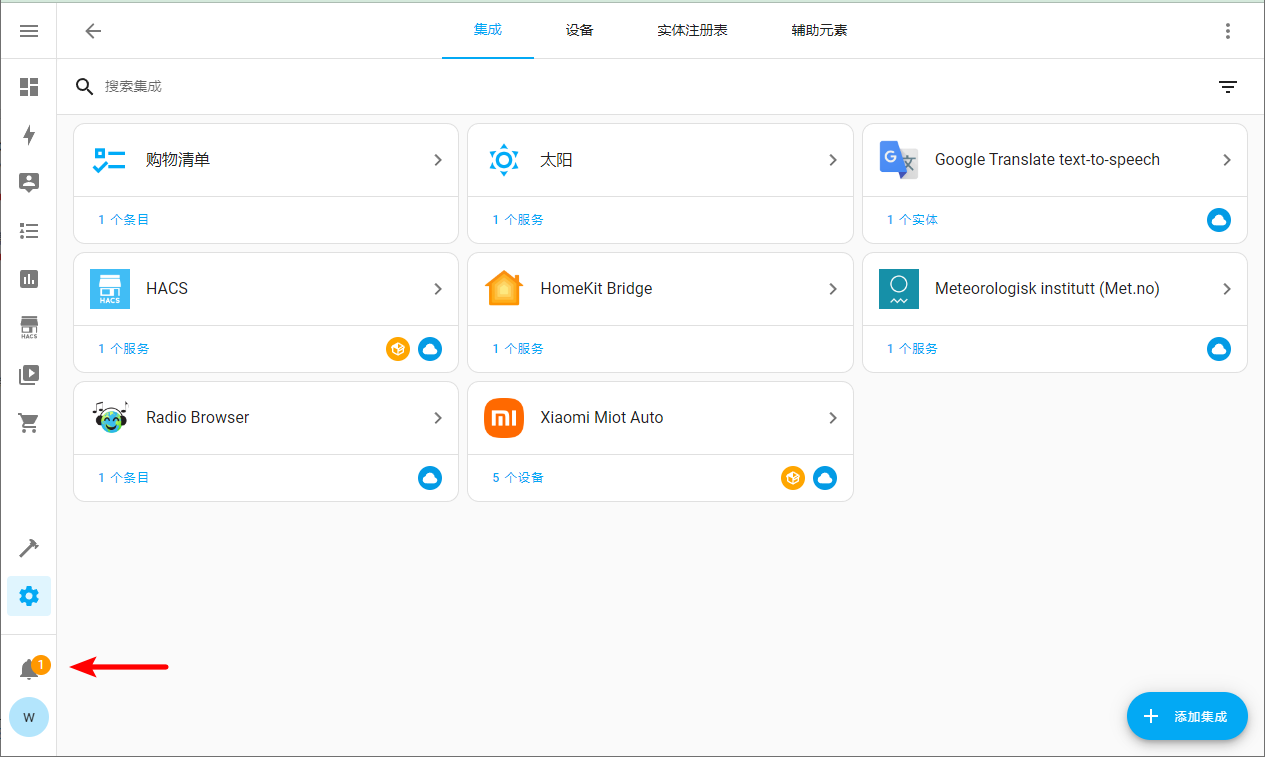 集成
设备
实体注册表
辅助元素
搜索集成
购物清单
太阳
Google Translate text-to-speech
1 个条目
1 个服务
1 个实体
HACS
HACS
HomeKit Bridge
Meteorologisk institutt (Met.no)
1 个服务
1 个服务
1 个服务
HACS
Radio Browser
Xiaomi Miot Auto
1 个条目
5 个设备
1
W
添加集成